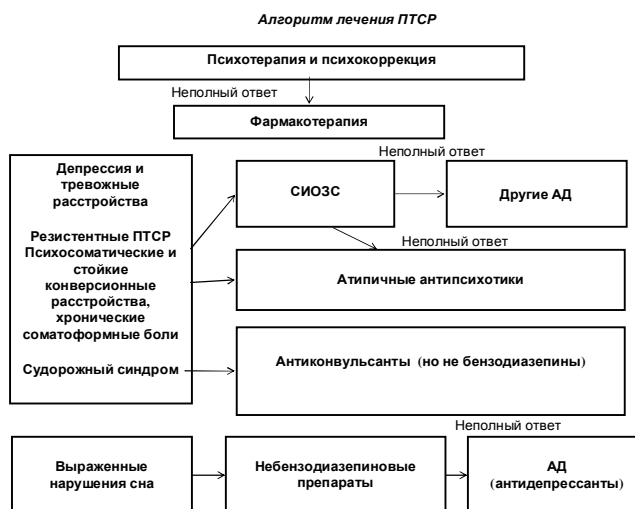 Алгоритм лечения ПТСР
Психотерапия и психокоррекция
Неполный ответ
Фармакотерапия
Неполный ответ
Депрессия и
тревожные
расстройства
СИОЗС
Другие АД
Неполный ответ
Резистентные ПТСР
Психосоматические и
стойкие
конверсионные
расстройства,
хронические
соматоформные боли
Атипичные антипсихотики
Судорожный синдром
Антиконвульсанты (но не бензодиазепины)
Неполный ответ
Выраженные
нарушения сна
Небензодиазепиновые
препараты
АД
(антидепрессанты)